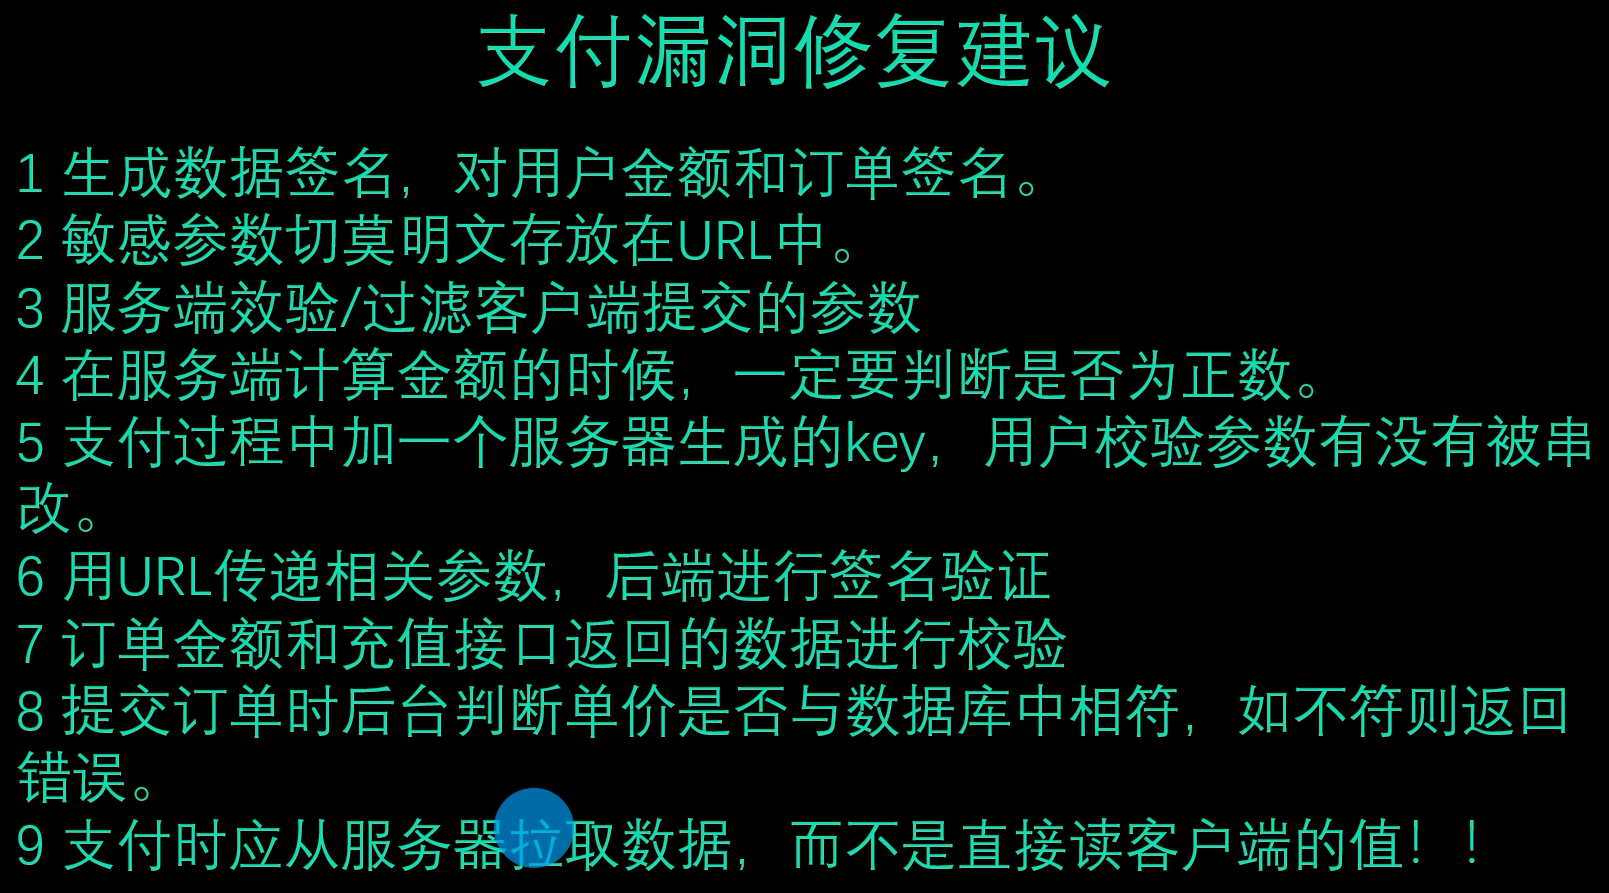 支付漏洞修复建议
1 生成数据签名，对用户金额和订单签名。
2 敏感参数切莫明文存放在URL中。
3 服务端效验/过滤客户端提交的参数
4 在服务端计算金额的时候，一定要判断是否为正数。
5 支付过程中加一个服务器生成的key，用户校验参数有没有被串
改。
6 用URL传递相关参数，后端进行签名验证
7 订单金额和充值接口返回的数据进行校验
8 提交订单时后台判断单价是否与数据库中相符，如不符则返回
错误。
9 支付时应从服务器拉取数据，而不是直接读客户端的值！！